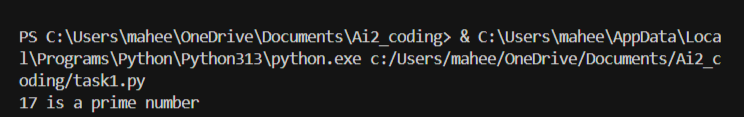 PS C:\Users\mahee\OneDrive\Documents\Ai2_coding> & C:\Users\mahee\AppData\Loca
l\Programs\Python\Python313\python.exe c:/Users/mahee/OneDrive/Documents/Ai2_c
oding/task1.py
17 is a prime number